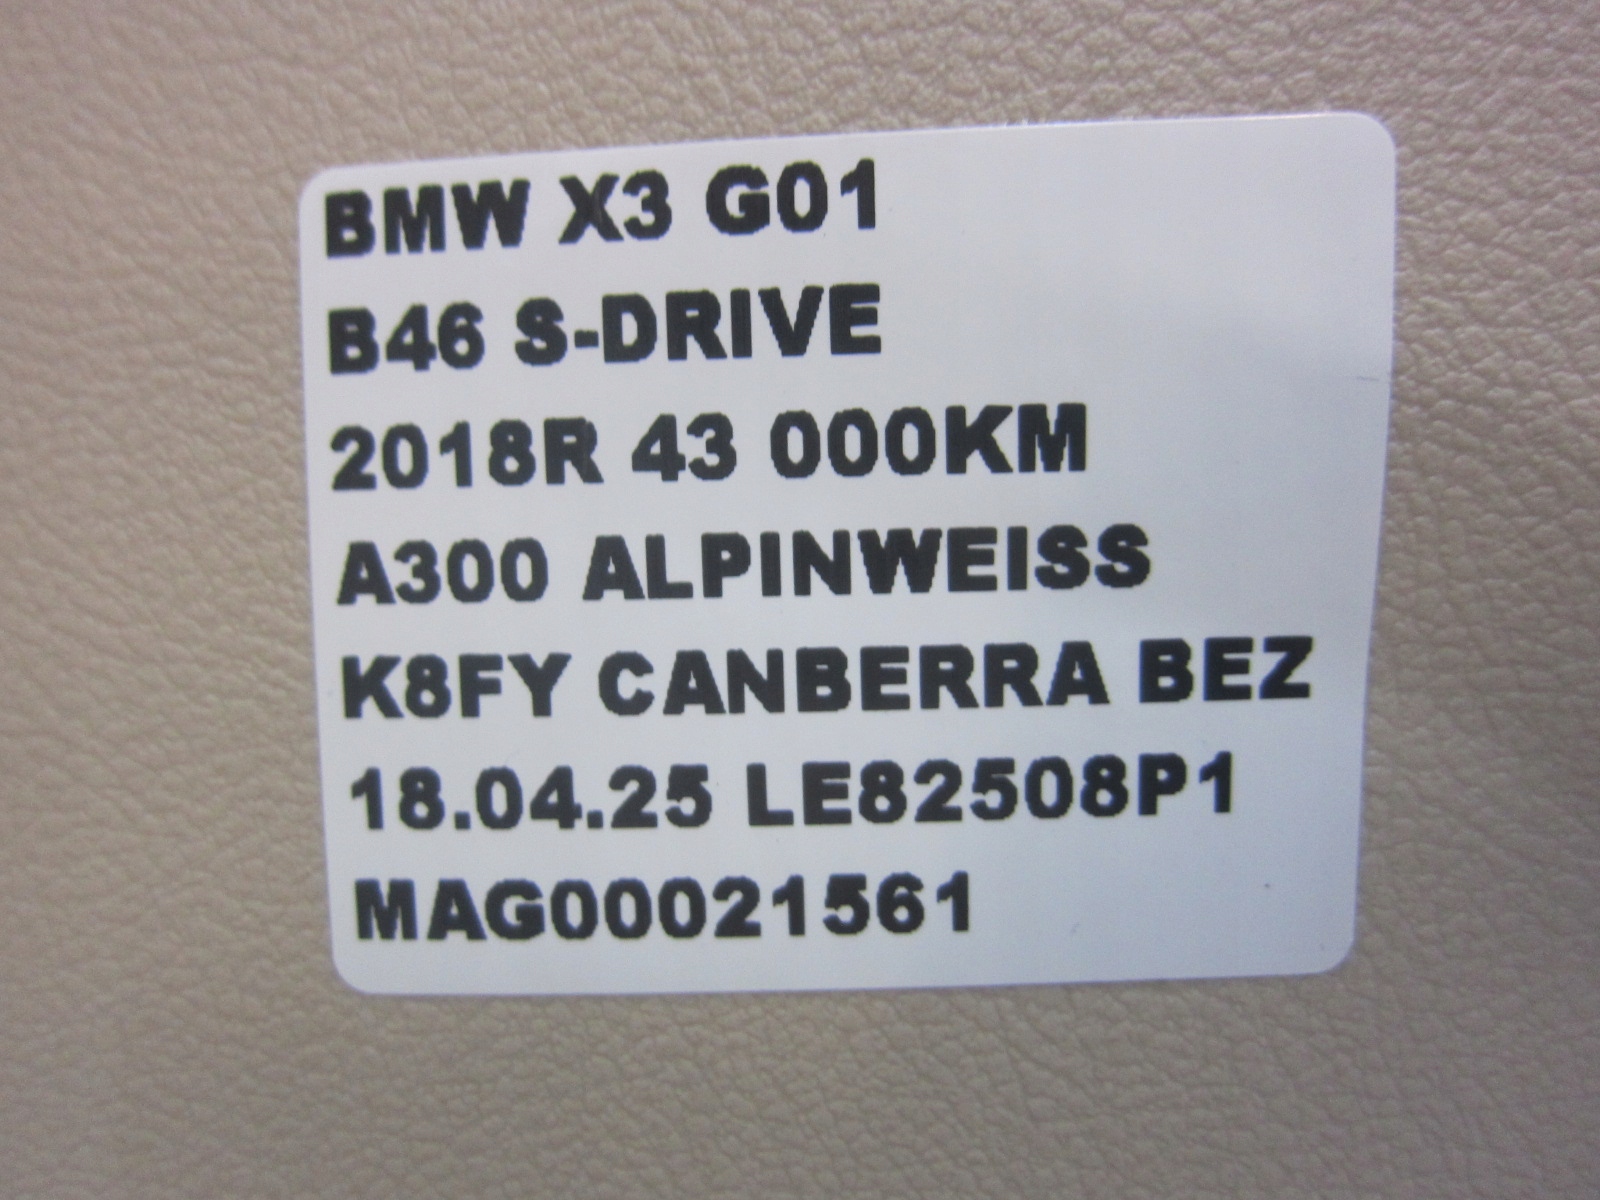 BMW X3 G01
B46 S-DRIVE
2018R 43 000KM
A300 ALPINWEISS
K8FY CANBERRA BEZ
18.04.25 LE82508P1
MAG00021561